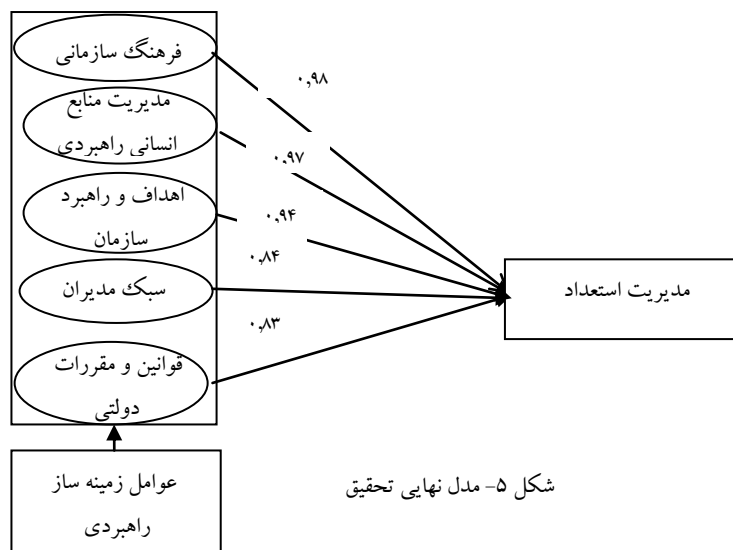 فرهنگ سازمانی
۰,۹۸
مدیریت منابع
انسانی راهبردی
۰,۹۷
اهداف و راهبرد
سازمان
۰,۹۴
سبک مدیران
۰,۸۴
قوانین و مقررات
دولتی
۰,۸۳
مدیریت استعداد
عوامل زمینه ساز
راهبردی
شکل ۵- مدل نهایی تحقیق